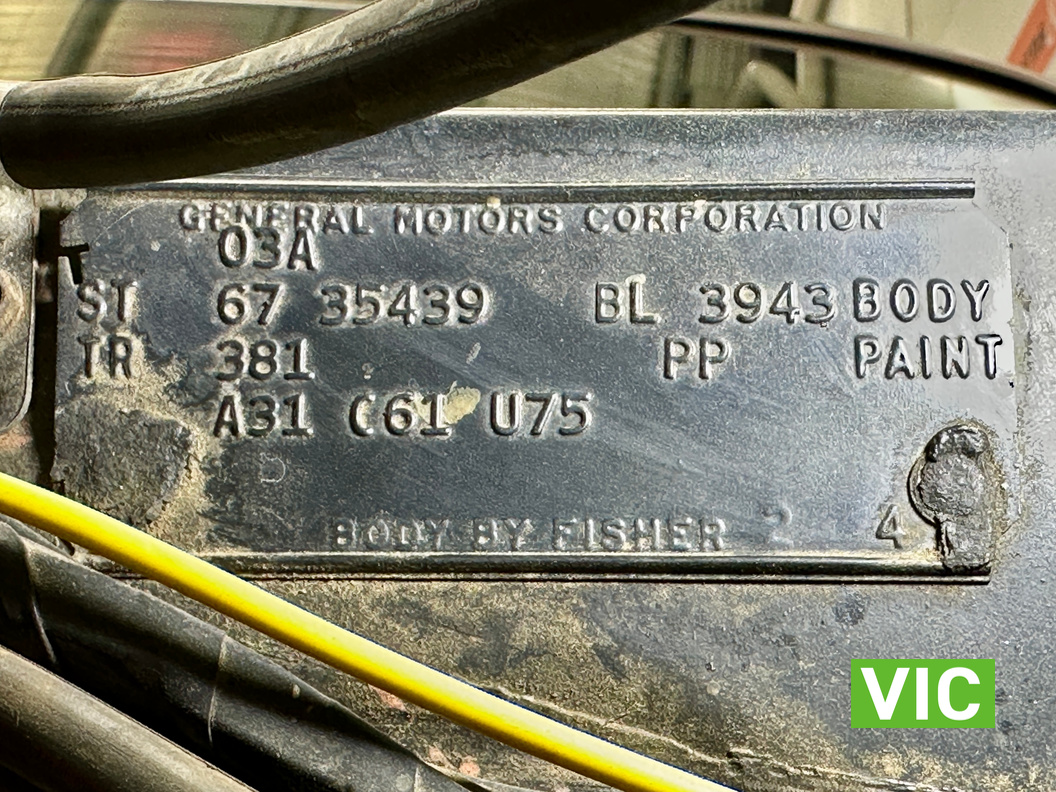 GENERAL MOTORS CORPORATION
03A
ST 67 35439 BL 3943 BODY
TR 381 PP PAINT
A31 C61 U75
BODY BY FISHER 2 4
VIC